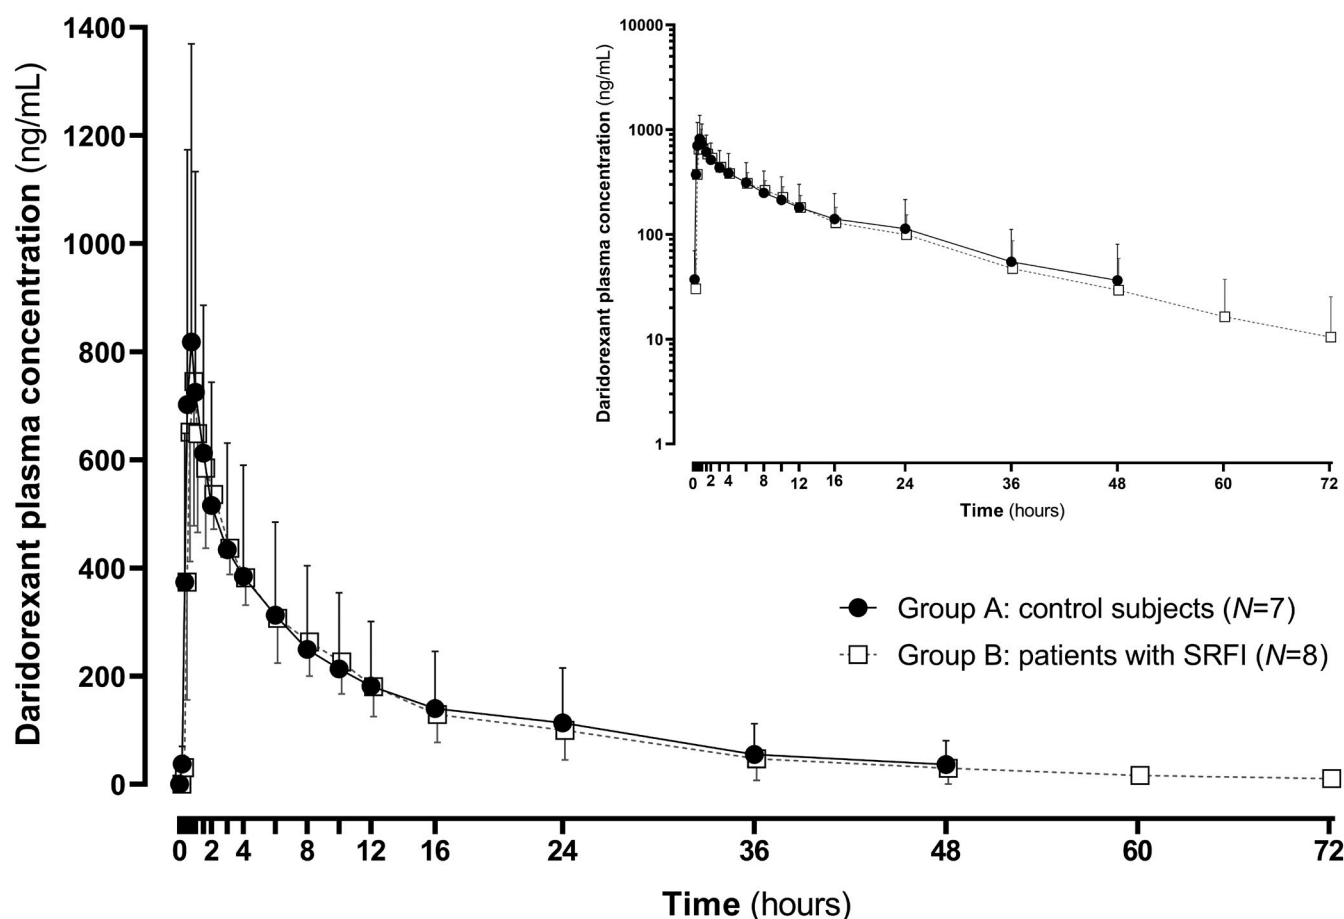 Daridorexant plasma concentration (ng/mL)
1400
1200
1000
800
600
400
200
0
0 2 4 8 12 16 24 36 48 60 72
Time (hours)
Daridorexant plasma concentration (ng/mL)
10000
1000
100
10
1
0 2 4 8 12 16 24 36 48 60 72
Time (hours)
Group A: control subjects (N=7)
Group B: patients with SRFI (N=8)